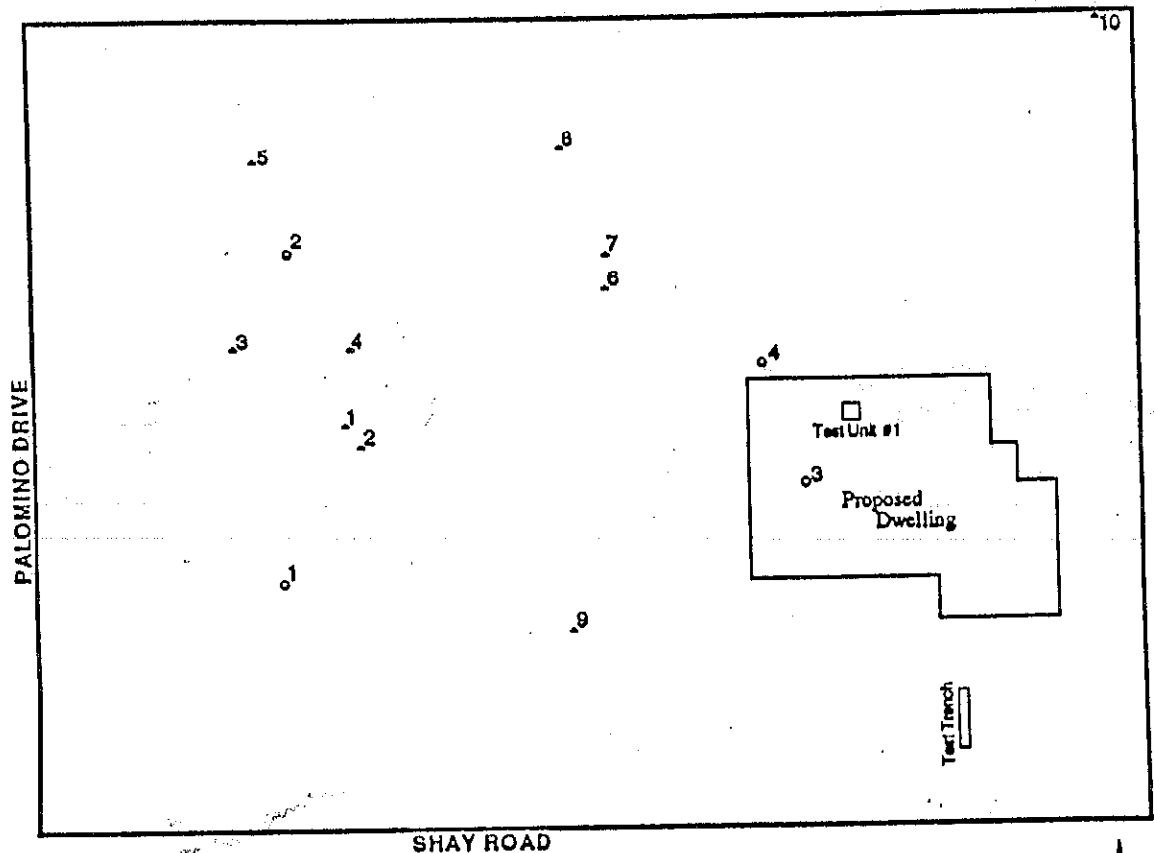 10
8
5
2
7
6
3
4
4
1
2
Test Unit #1
3
Proposed
Dwelling
PALOMINO DRIVE
1
9
Test Trench
SHAY ROAD